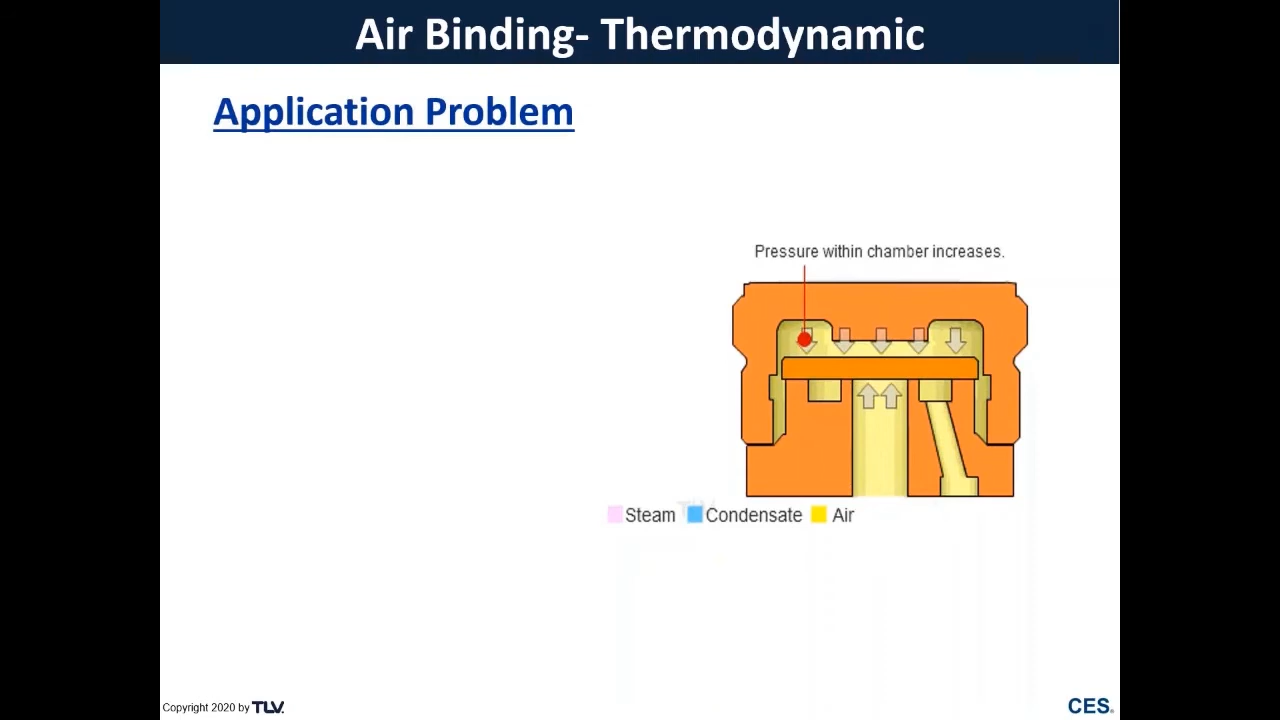 Air Binding- Thermodynamic
Application Problem
Pressure within chamber increases.
Steam Condensate Air
Copyright 2020 by TLV.
CES.